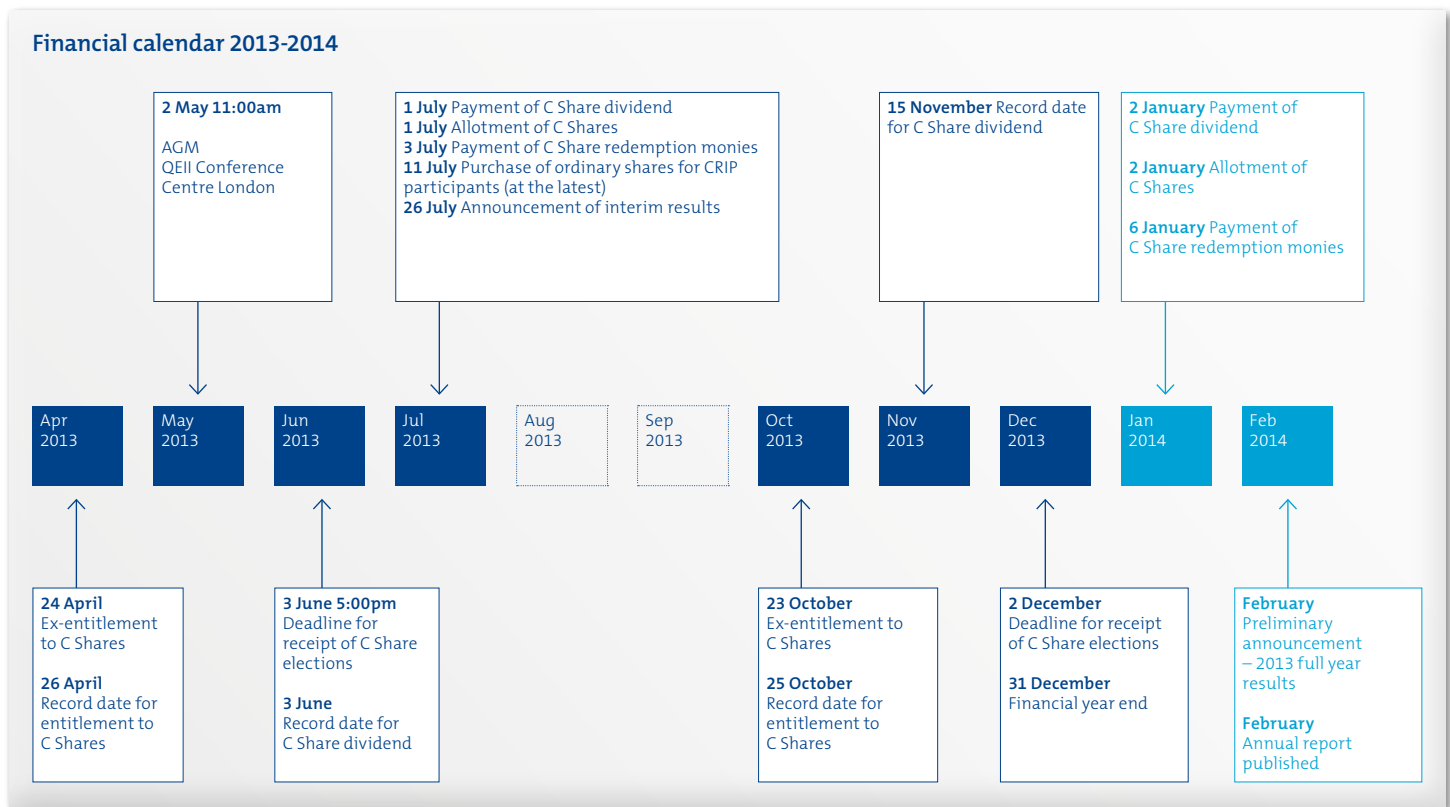 Financial calendar 2013-2014
2 May 11:00am
AGM
QEII Conference
Centre London
1 July Payment of C Share dividend
1 July Allotment of C Shares
3 July Payment of C Share redemption monies
11 July Purchase of ordinary shares for CRIP
participants (at the latest)
26 July Announcement of interim results
15 November Record date
for C Share dividend
2 January Payment of
C Share dividend
2 January Allotment of
C Shares
6 January Payment of
C Share redemption monies
Apr
2013
May
2013
Jun
2013
Jul
2013
Aug
2013
Sep
2013
Oct
2013
Nov
2013
Dec
2013
Jan
2014
Feb
2014
24 April
Ex-entitlement
to C Shares
26 April
Record date for
entitlement to
C Shares
3 June 5:00pm
Deadline for
receipt of C Share
elections
3 June
Record date for
C Share dividend
23 October
Ex-entitlement to
C Shares
25 October
Record date for
entitlement to
C Shares
2 December
Deadline for receipt
of C Share elections
31 December
Financial year end
February
Preliminary
announcement
– 2013 full year
results
February
Annual report
published